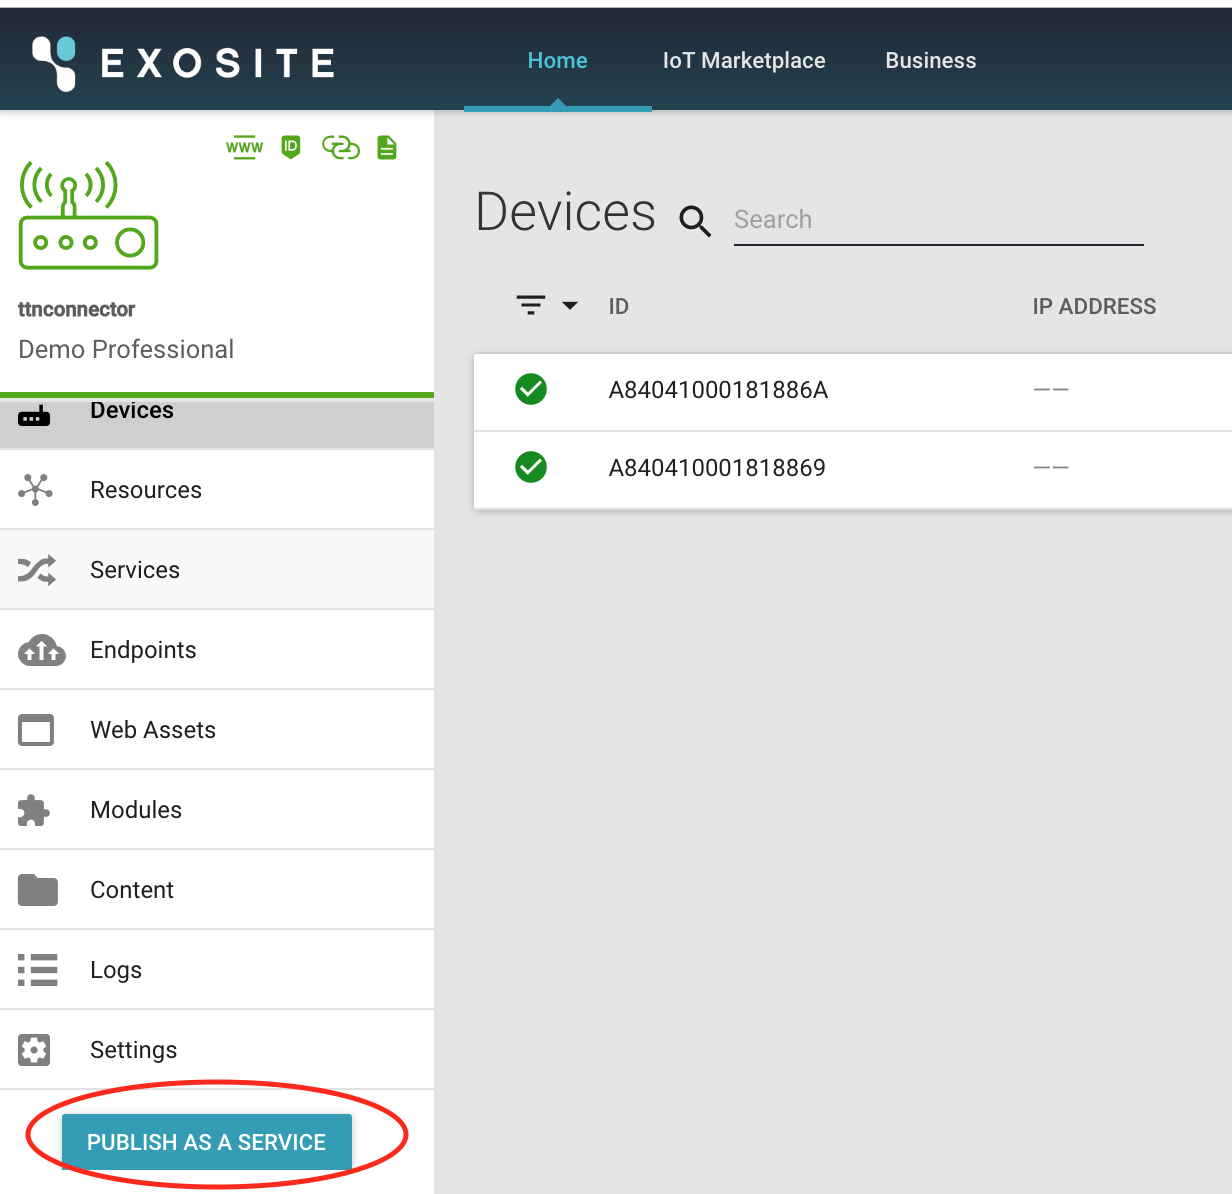 EXOSITE
Home
IoT Marketplace
Business
WWW
ID
ttnconnector
Demo Professional
Devices
Resources
Services
Endpoints
Web Assets
Modules
Content
Logs
Settings
PUBLISH AS A SERVICE
Devices
Search
ID
IP ADDRESS
A84041000181886A
——
A840410001818869
——